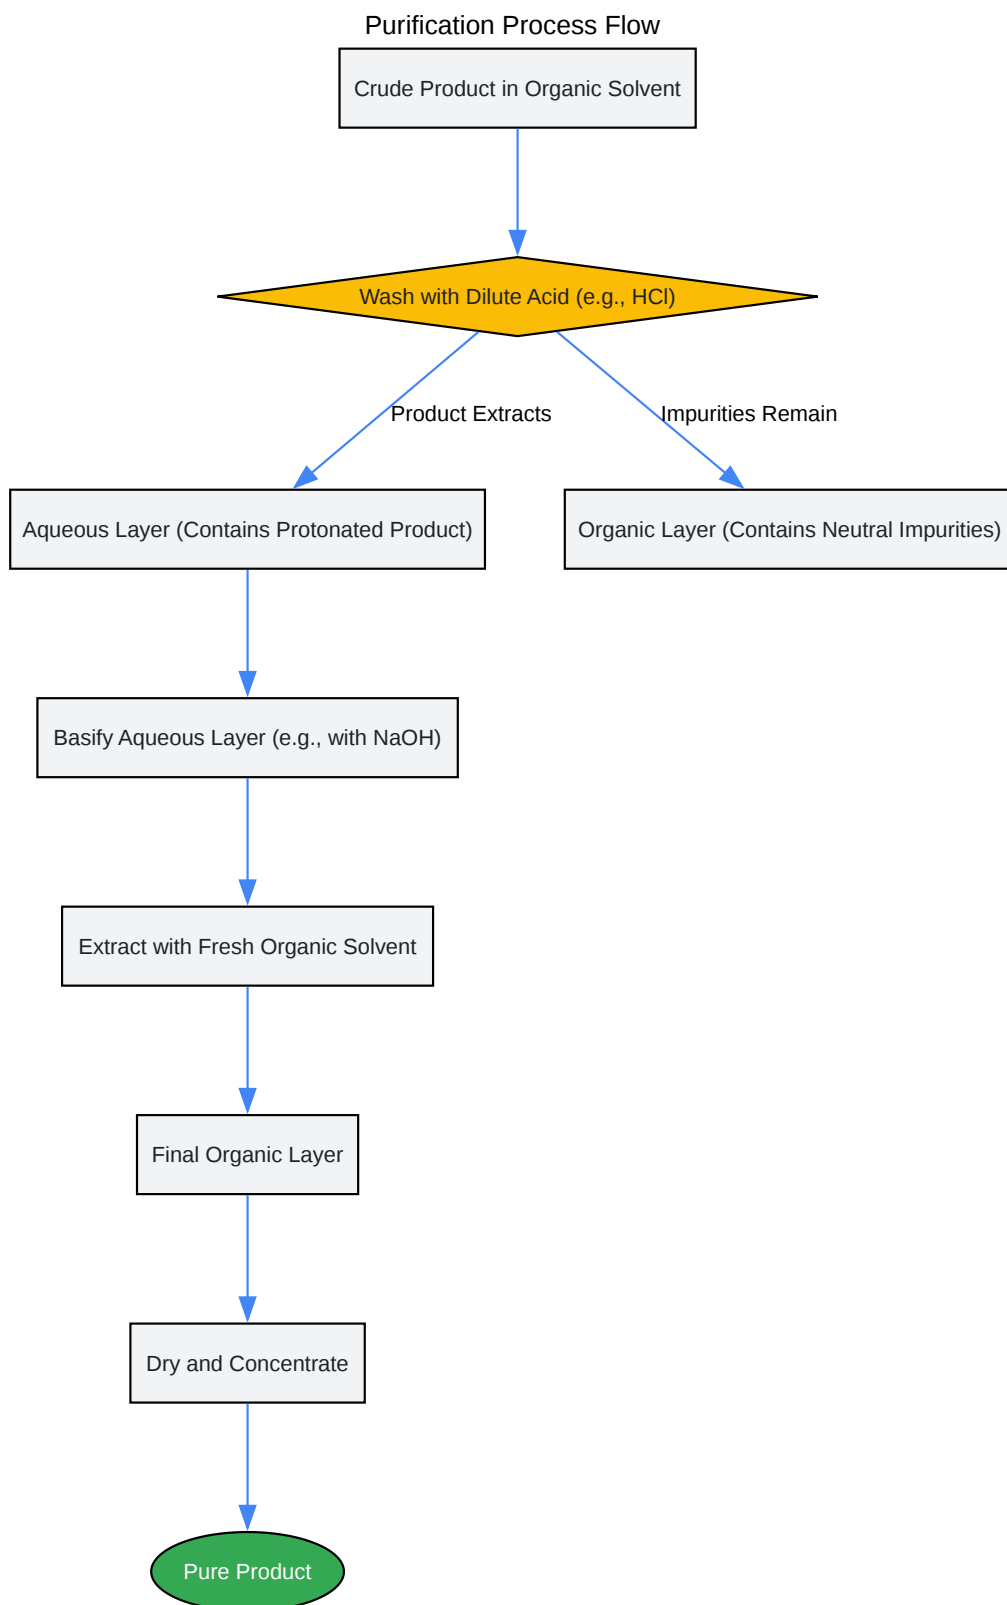 Purification Process Flow
Crude Product in Organic Solvent
Wash with Dilute Acid (e.g., HCl)
Product Extracts
Impurities Remain
Aqueous Layer (Contains Protonated Product)
Organic Layer (Contains Neutral Impurities)
Basify Aqueous Layer (e.g., with NaOH)
Extract with Fresh Organic Solvent
Final Organic Layer
Dry and Concentrate
Pure Product